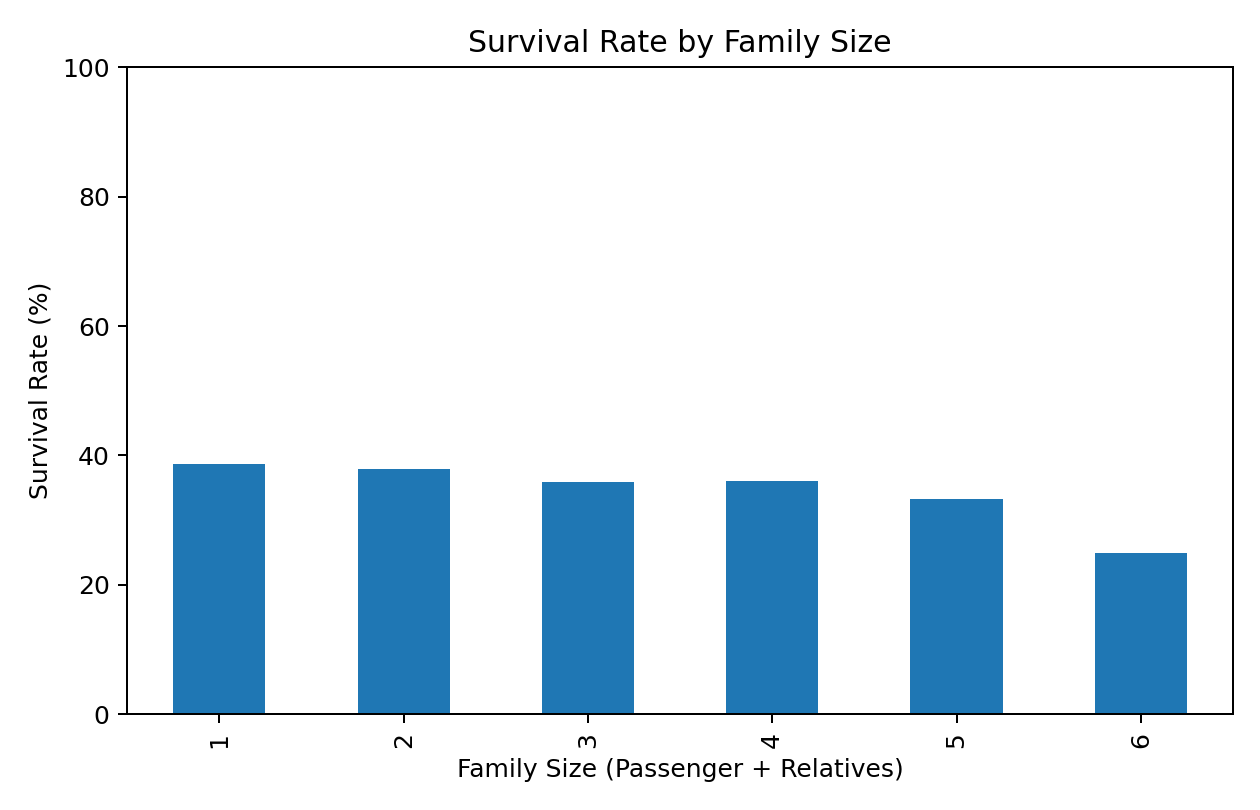 Survival Rate by Family Size
Survival Rate (%)
100
80
60
40
20
0
1 2 3 4 5 6
Family Size (Passenger + Relatives)